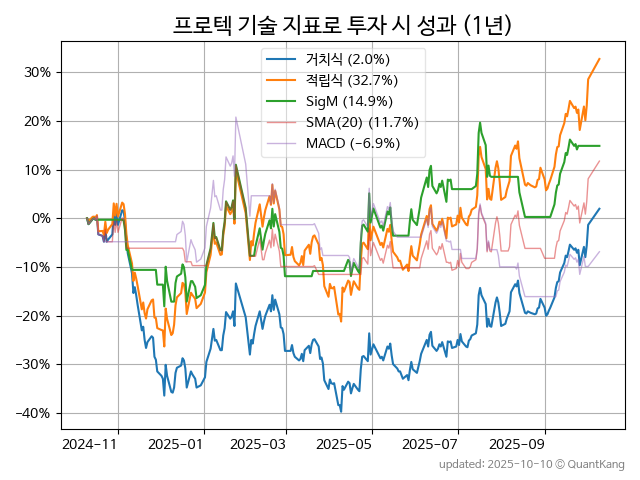 프로텍 기술 지표로 투자 시 성과 (1년)
거치식 (2.0%)
적립식 (32.7%)
SigM (14.9%)
SMA(20) (11.7%)
MACD (−6.9%)
30%
20%
10%
0%
−10%
−20%
−30%
−40%
2024-11 2025-01 2025-03 2025-05 2025-07 2025-09
updated: 2025-10-10 © QuantKang